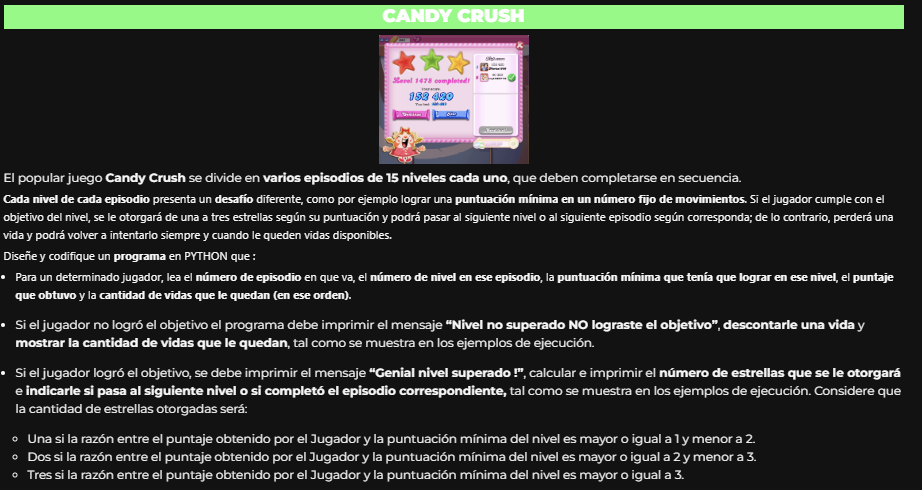 CANDY CRUSH
Level 1476 completed!
152 420
El popular juego Candy Crush se divide en varios episodios de 15 niveles cada uno, que deben completarse en secuencia.
Cada nivel de cada episodio presenta un desafío diferente, como por ejemplo lograr una puntuación mínima en un número fijo de movimientos. Si el jugador cumple con el
objetivo del nivel, se le otorgará de una a tres estrellas según su puntuación y podrá pasar al siguiente nivel o al siguiente episodio según corresponda; de lo contrario, perderá una
vida y podrá volver a intentarlo siempre y cuando le queden vidas disponibles.
Diseñe y codifique un programa en PYTHON que :
• Para un determinado jugador, lea el número de episodio en que va, el número de nivel en ese episodio, la puntuación mínima que tenía que lograr en ese nivel, el puntaje
que obtuvo y la cantidad de vidas que le quedan (en ese orden).
• Si el jugador no logró el objetivo el programa debe imprimir el mensaje “Nivel no superado NO lograste el objetivo”, descontarle una vida y
mostrar la cantidad de vidas que le quedan, tal como se muestra en los ejemplos de ejecución.
• Si el jugador logró el objetivo, se debe imprimir el mensaje “Genial nivel superado !”, calcular e imprimir el número de estrellas que se le otorgará
e indicarle si pasa al siguiente nivel o si completó el episodio correspondiente, tal como se muestra en los ejemplos de ejecución. Considere que
la cantidad de estrellas otorgadas será:
◦ Una si la razón entre el puntaje obtenido por el Jugador y la puntuación mínima del nivel es mayor o igual a 1 y menor a 2.
◦ Dos si la razón entre el puntaje obtenido por el Jugador y la puntuación mínima del nivel es mayor o igual a 2 y menor a 3.
◦ Tres si la razón entre el puntaje obtenido por el Jugador y la puntuación mínima del nivel es mayor o igual a 3.